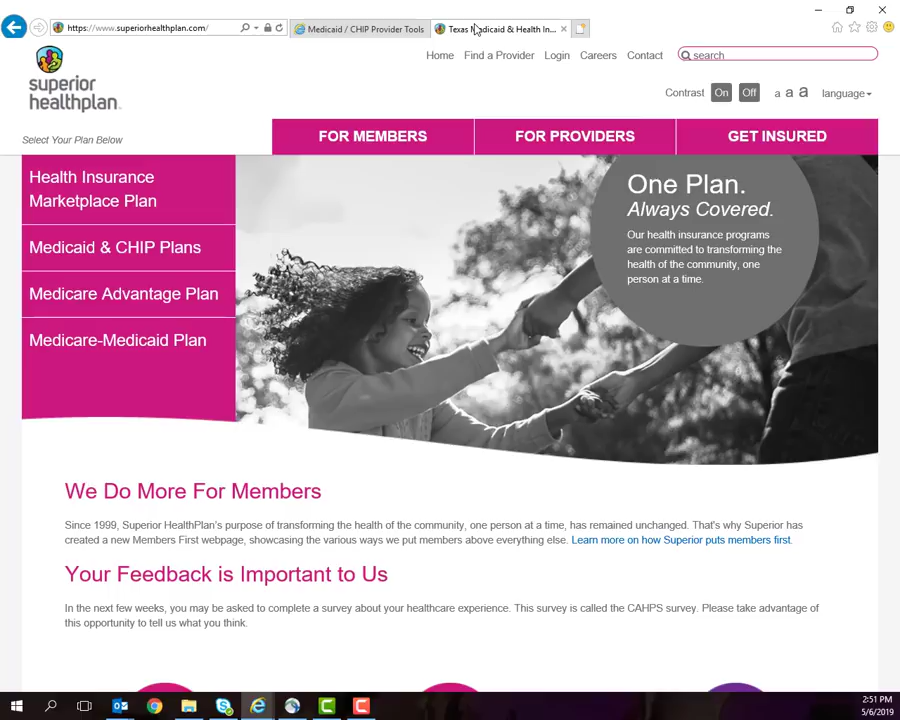 https://www.superiorhealthplan.com/
Medicaid / CHIP Provider Tools
Texas Medicaid & Health In...
Home Find a Provider Login Careers Contact
search
superior
healthplan
Contrast On Off a a a language
Select Your Plan Below
FOR MEMBERS FOR PROVIDERS GET INSURED
Health Insurance
Marketplace Plan
Medicaid & CHIP Plans
Medicare Advantage Plan
Medicare-Medicaid Plan
One Plan.
Always Covered.
Our health insurance programs
are committed to transforming the
health of the community, one
person at a time.
We Do More For Members
Since 1999, Superior HealthPlan's purpose of transforming the health of the community, one person at a time, has remained unchanged. That's why Superior has
created a new Members First webpage, showcasing the various ways we put members above everything else. Learn more on how Superior puts members first.
Your Feedback is Important to Us
In the next few weeks, you may be asked to complete a survey about your healthcare experience. This survey is called the CAHPS survey. Please take advantage of
this opportunity to tell us what you think.
2:51 PM
5/6/2019